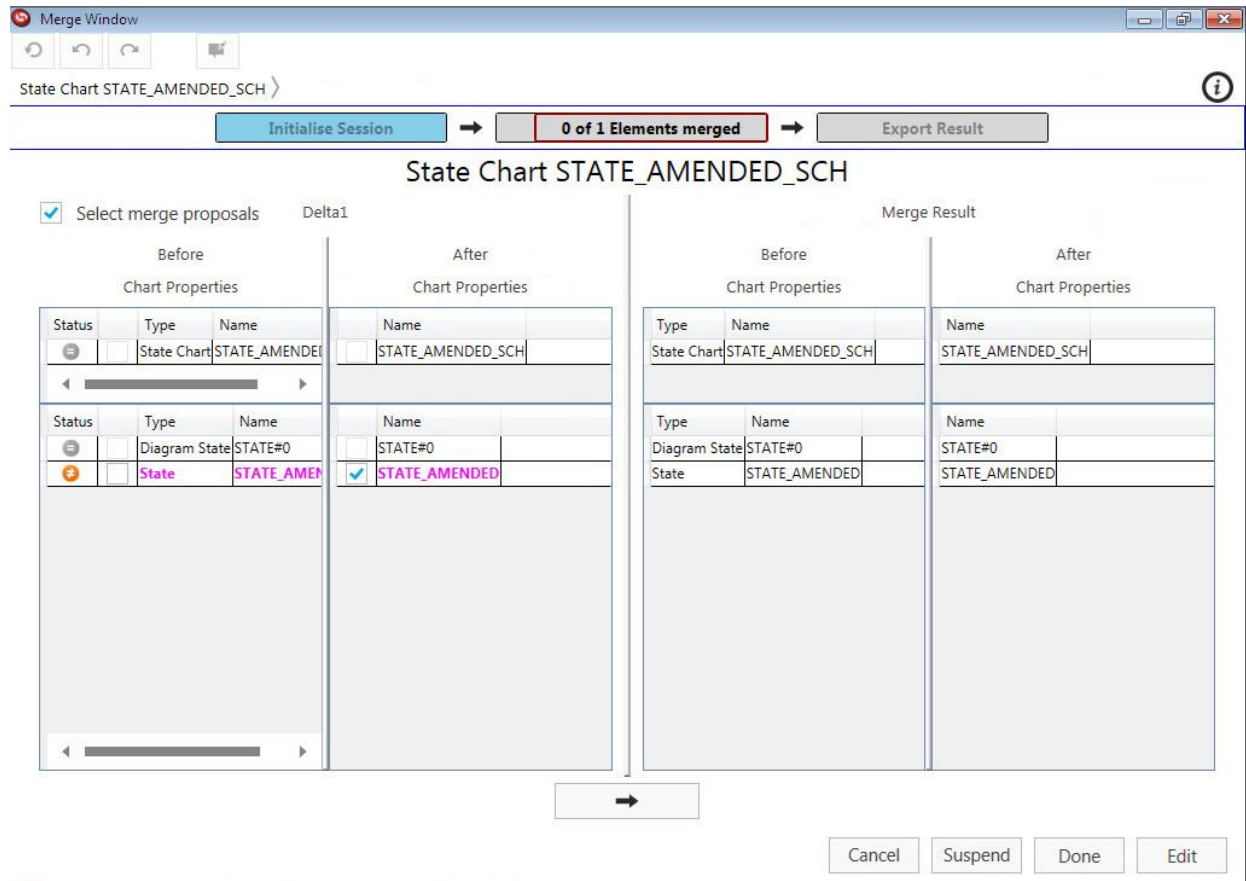 Merge Window
State Chart STATE_AMENDED_SCH
Initialise Session 0 of 1 Elements merged Export Result
State Chart STATE_AMENDED_SCH
Select merge proposals Delta1 Merge Result
Before After Before After
Chart Properties Chart Properties Chart Properties Chart Properties
Status Type Name Name Type Name Name
State Chart STATE_AMENDE STATE_AMENDED_SCH State Chart STATE_AMENDED_SCH STATE_AMENDED_SCH
Status Type Name Name Type Name Name
Diagram State STATE#0 STATE#0 Diagram State STATE#0 STATE#0
State STATE_AMEN STATE_AMENDED State STATE_AMENDED STATE_AMENDED
Cancel Suspend Done Edit